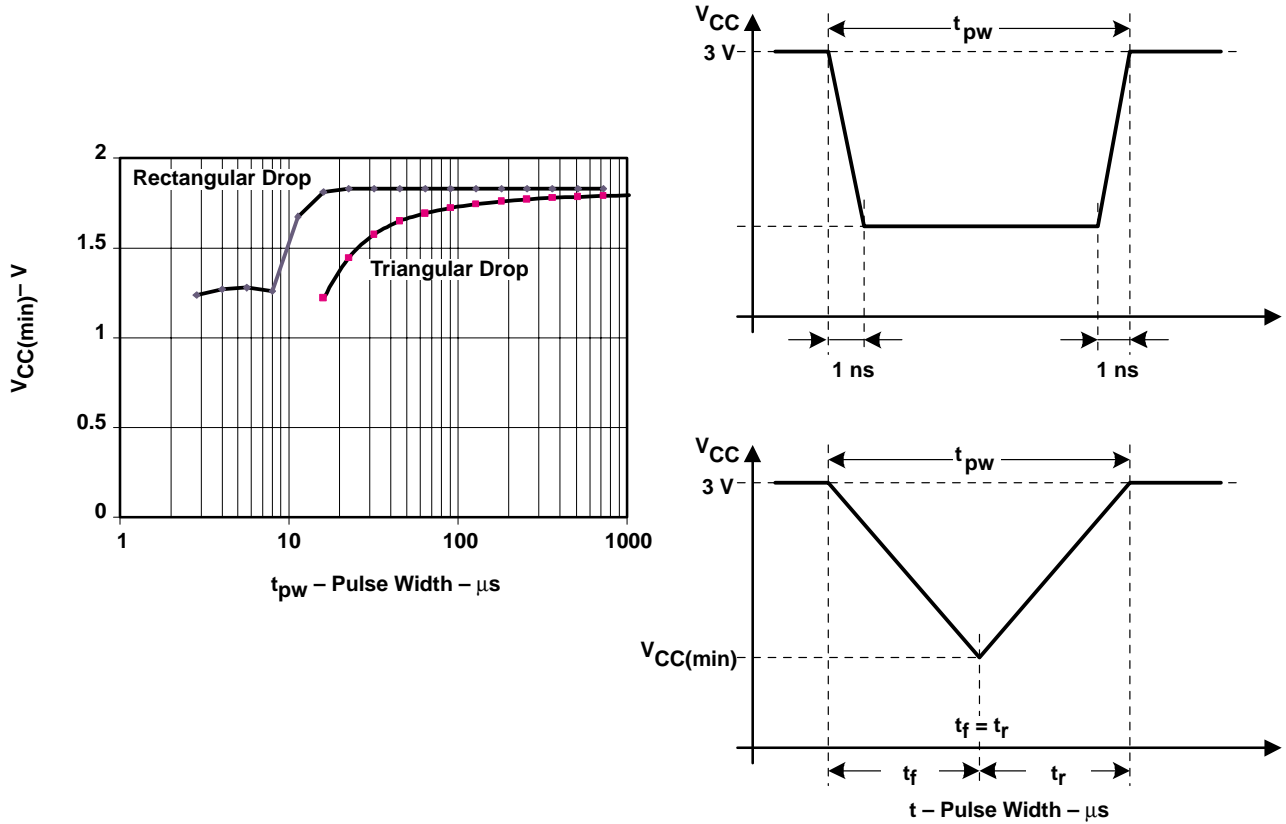 2
1.5
1
0.5
0
1
10
100
1000
Rectangular Drop
Triangular Drop
VCC(min) – V
tpw – Pulse Width – μs
VCC
tpw
3 V
1 ns
1 ns
VCC
tpw
3 V
VCC(min)
tf = tr
tf
tr
t – Pulse Width – μs